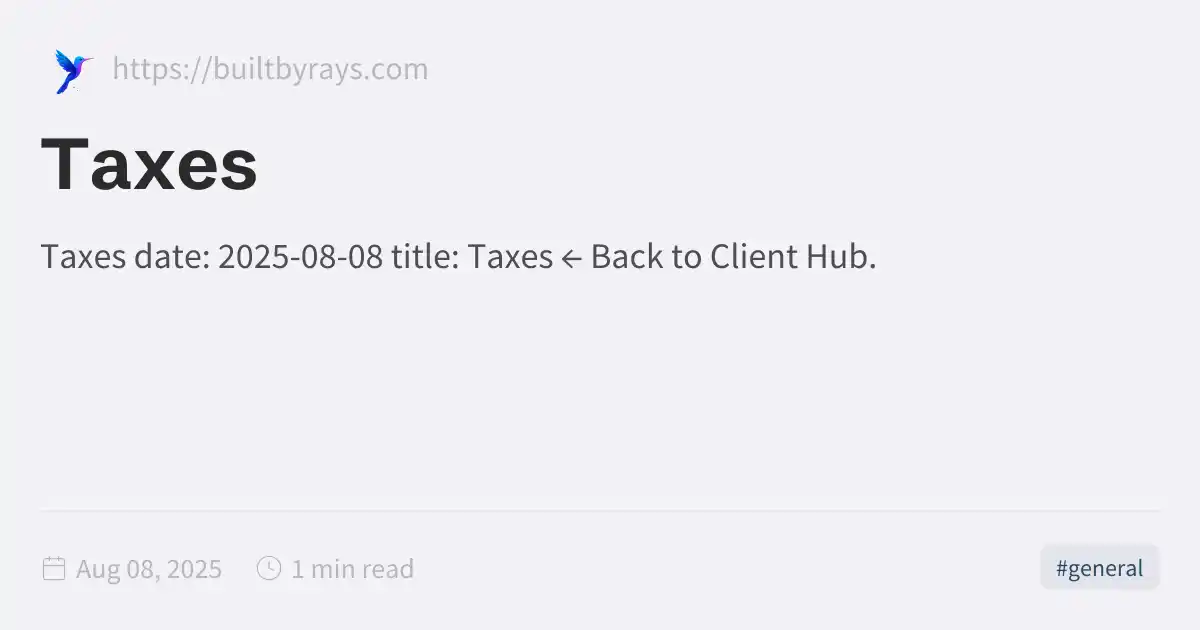 https://builtbyrays.com
Taxes
Taxes date: 2025-08-08 title: Taxes ← Back to Client Hub.
Aug 08, 2025 1 min read #general